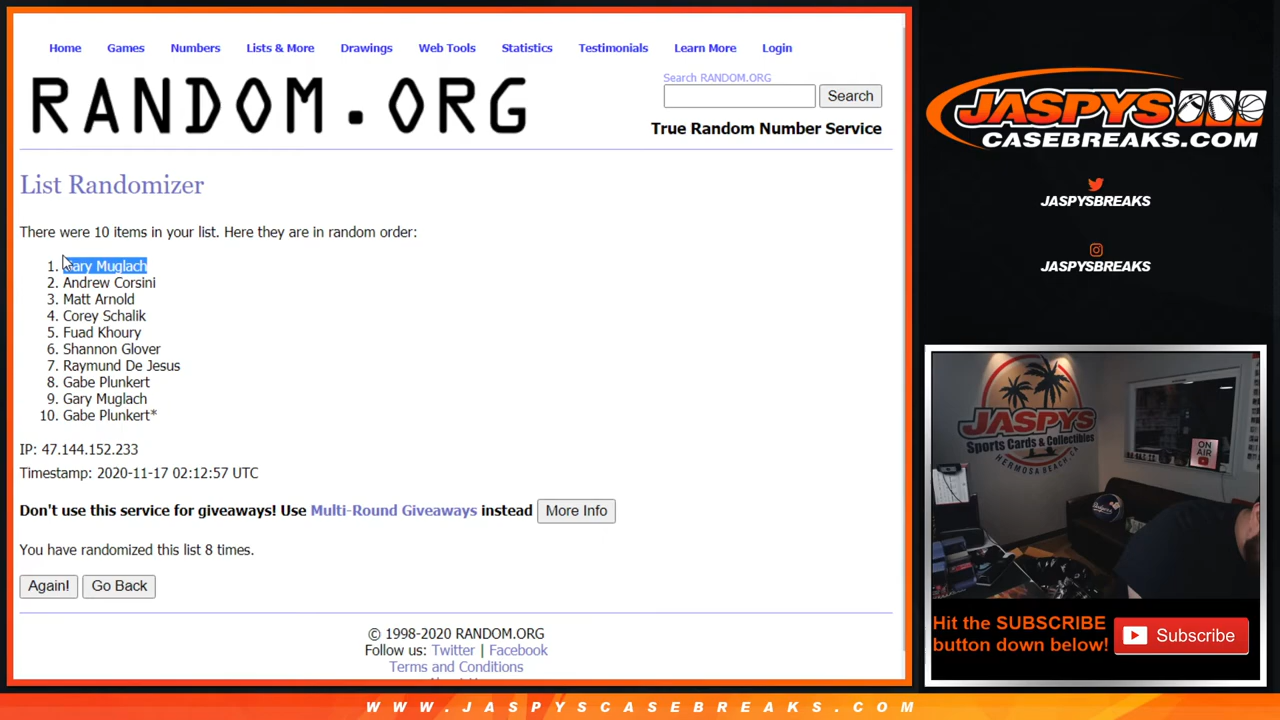 Home Games Numbers Lists & More Drawings Web Tools Statistics Testimonials Learn More Login
RANDOM.ORG
Search RANDOM.ORG
Search
True Random Number Service
List Randomizer
There were 10 items in your list. Here they are in random order:
1. Gary Muglach
2. Andrew Corsini
3. Matt Arnold
4. Corey Schalik
5. Fuad Khoury
6. Shannon Glover
7. Raymund De Jesus
8. Gabe Plunkert
9. Gary Muglach
10. Gabe Plunkert*
IP: 47.144.152.233
Timestamp: 2020-11-17 02:12:57 UTC
Don't use this service for giveaways! Use Multi-Round Giveaways instead More Info
You have randomized this list 8 times.
Again! Go Back
© 1998-2020 RANDOM.ORG
Follow us: Twitter | Facebook
Terms and Conditions
JASPYS
CASEBREAKS.COM
JASPYSBREAKS
JASPYSBREAKS
JASPYS
Sports Cards & Collectibles
HERMOSA BEACH, CA
ON AIR
Hit the SUBSCRIBE
button down below!
Subscribe
WWW.JASPYSCASEBREAKS.COM